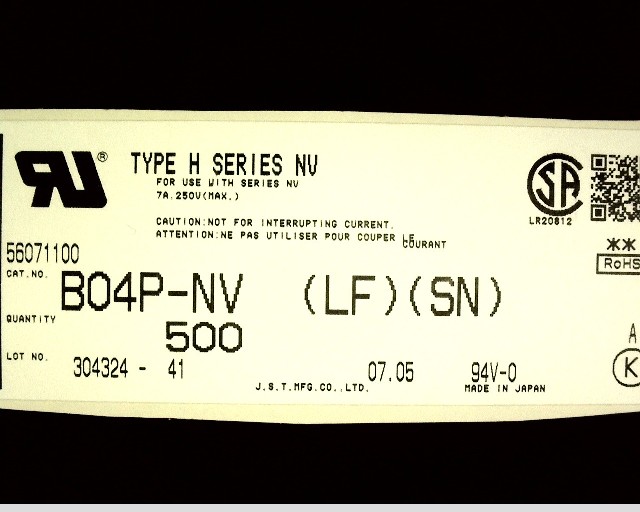 ®
TYPE H SERIES NV
FOR USE WITH SERIES NV
7A.250V(MAX.)
CAUTION:NOT FOR INTERRUPTING CURRENT.
ATTENTION:NE PAS UTILISER POUR COUPER LE
COURANT
SA
LR20812
**
RoHS
56071100
CAT.NO. B04P-NV (LF)(SN)
QUANTITY 500
LOT NO. 304324 - 41 07.05 94V-0
J.S.T.MFG.CO.,LTD. MADE IN JAPAN
A
K